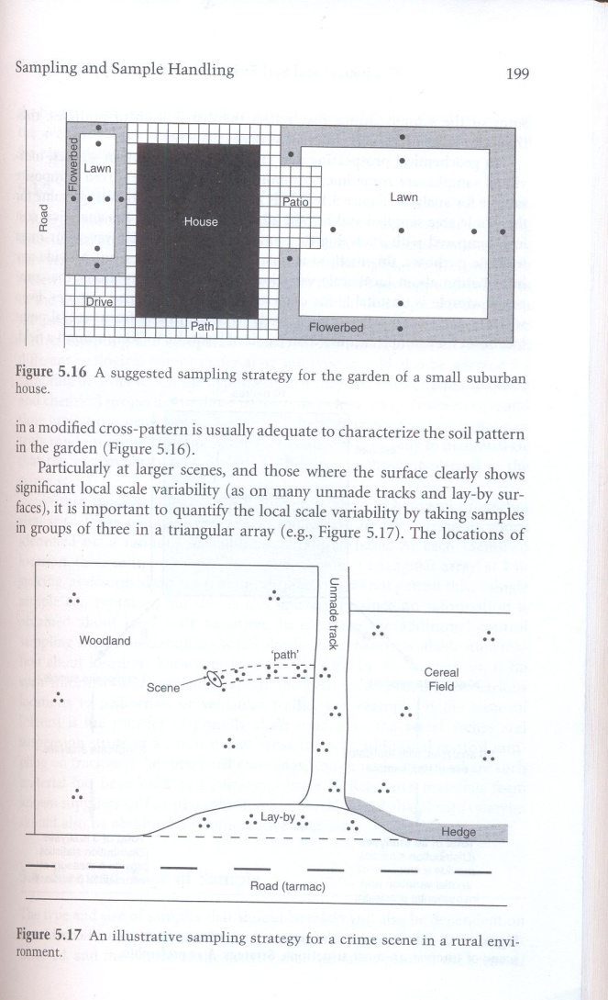 Sampling and Sample Handling 199
Road
Flowerbed
Lawn
House
Patio
Lawn
Drive
Path
Flowerbed
Figure 5.16 A suggested sampling strategy for the garden of a small suburban
house.
in a modified cross-pattern is usually adequate to characterize the soil pattern
in the garden (Figure 5.16).
Particularly at larger scenes, and those where the surface clearly shows
significant local scale variability (as on many unmade tracks and lay-by sur-
faces), it is important to quantify the local scale variability by taking samples
in groups of three in a triangular array (e.g., Figure 5.17). The locations of
Unmade track
Woodland
'path'
Scene
Cereal
Field
Lay-by
Hedge
Road (tarmac)
Figure 5.17 An illustrative sampling strategy for a crime scene in a rural envi-
ronment.